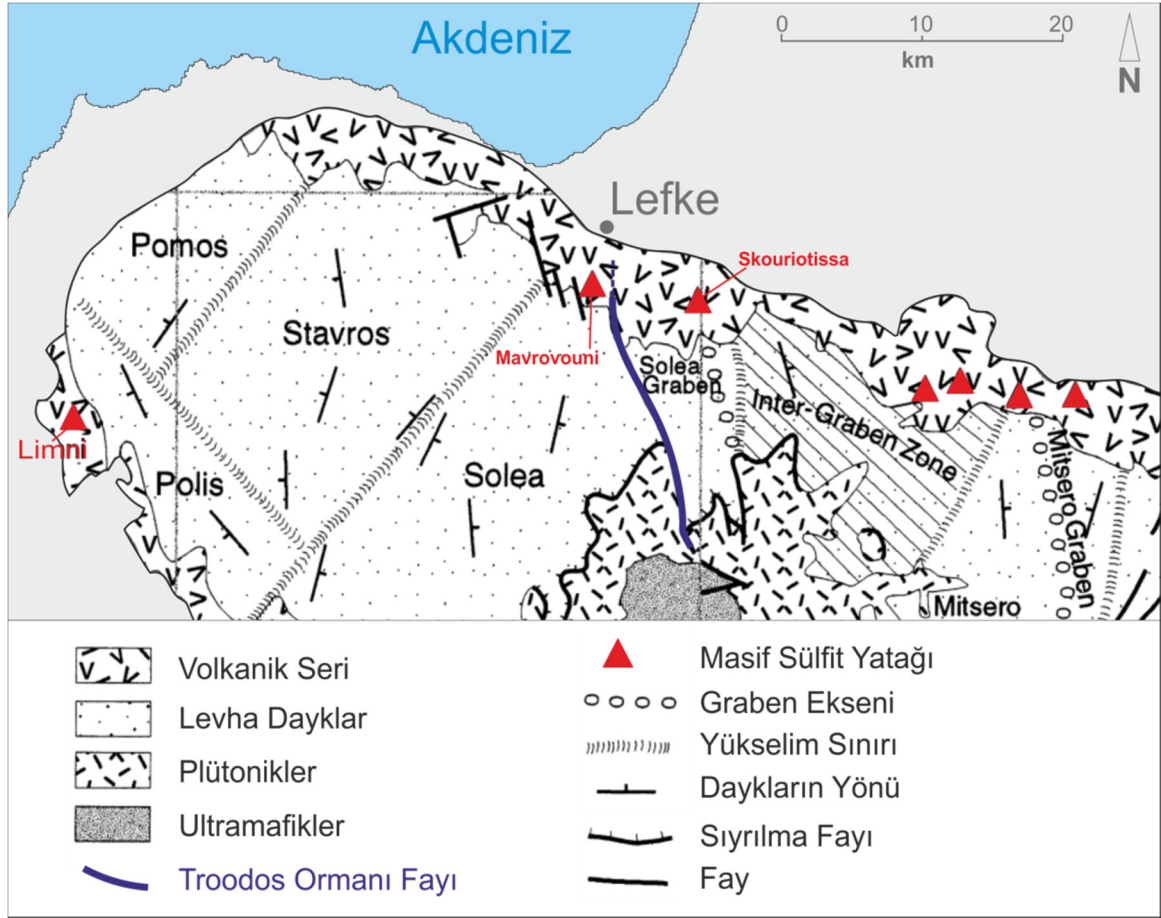 Akdeniz
0 10 20
km
N
Lefke
Pomos
Skouriotissa
Stavros
Mavrovouni
Solea
Graben
Inter-Graben Zone
Limni
Polis
Solea
Mitsero Graben
Mitsero
Volkanik Seri
Levha Dayklar
Plütonikler
Ultramafikler
Troodos Ormanı Fayı
Masif Sülfit Yatağı
Graben Ekseni
Yükselim Sınırı
Daykların Yönü
Sıyrılma Fayı
Fay